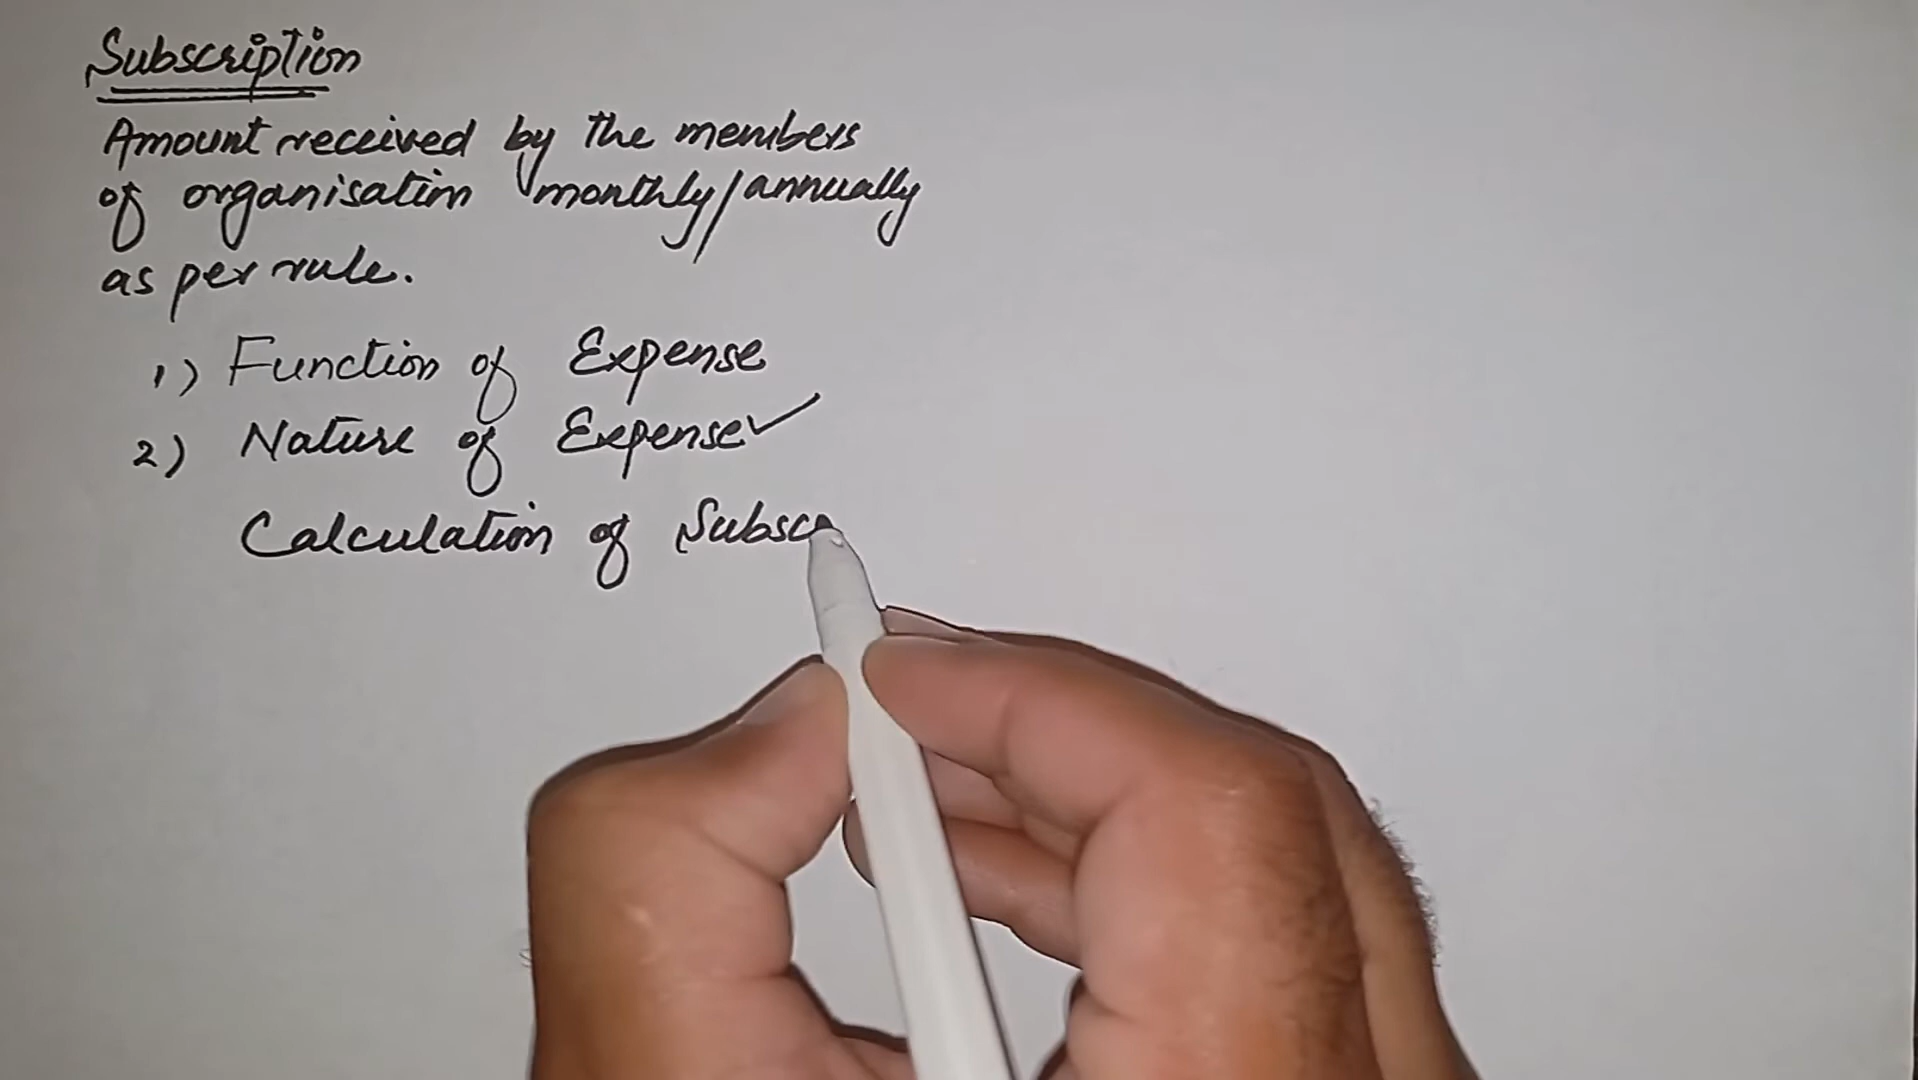 Subscription
Amount received by the members
of organisation monthly/annually
as per rule.
1) Function of Expense
2) Nature of Expense✓
Calculation of Subsc